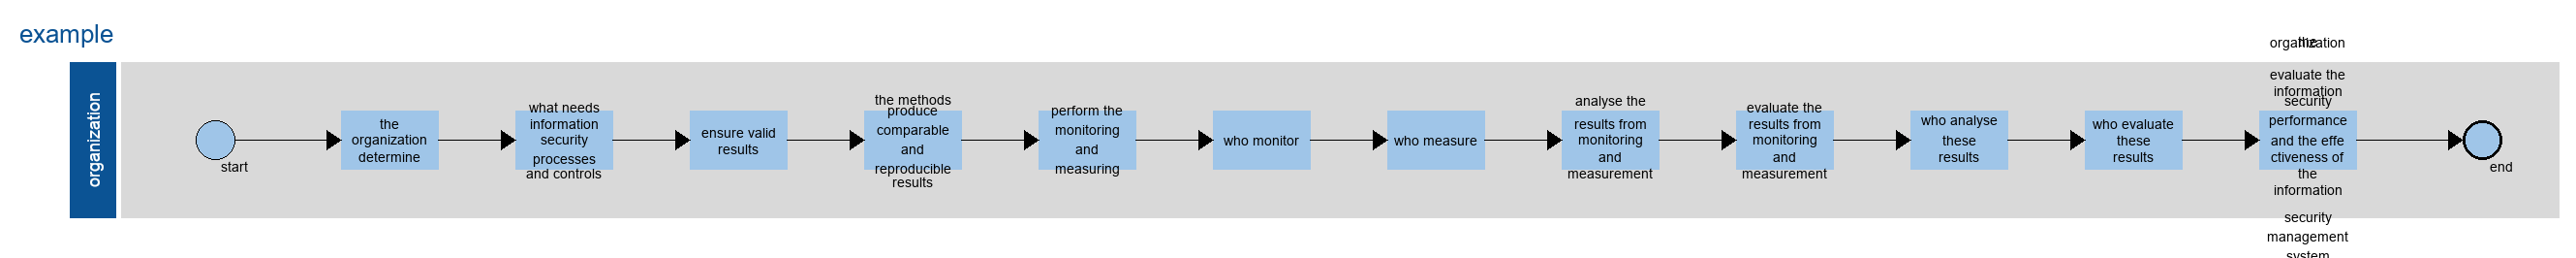 example
organization
start
the
organization
determine
what needs
information
security
processes
and controls
ensure valid
results
the methods
produce
comparable
and
reproducible
results
perform the
monitoring
and
measuring
who monitor
who measure
analyse the
results from
monitoring
and
measurement
evaluate the
results from
monitoring
and
measurement
who analyse
these
results
who evaluate
these
results
the
organization
evaluate the
information
security
performance
and the effe
ctiveness of
the
information
security
management
system
end